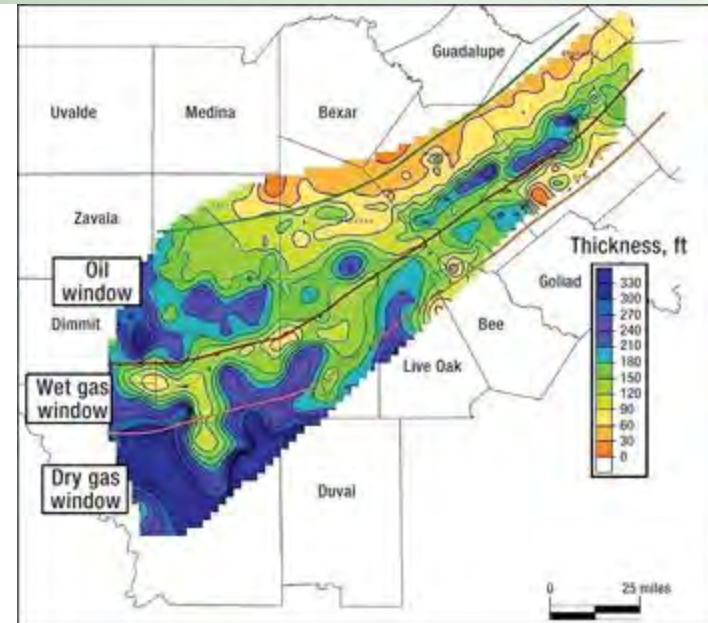 Guadalupe
Uvalde
Medina
Bexar
Zavala
Thickness, ft
Oil
window
Goliad
330
300
270
240
210
180
150
120
90
60
30
0
Dimmit
Bee
Live Oak
Wet gas
window
Dry gas
window
Duval
0
25 miles